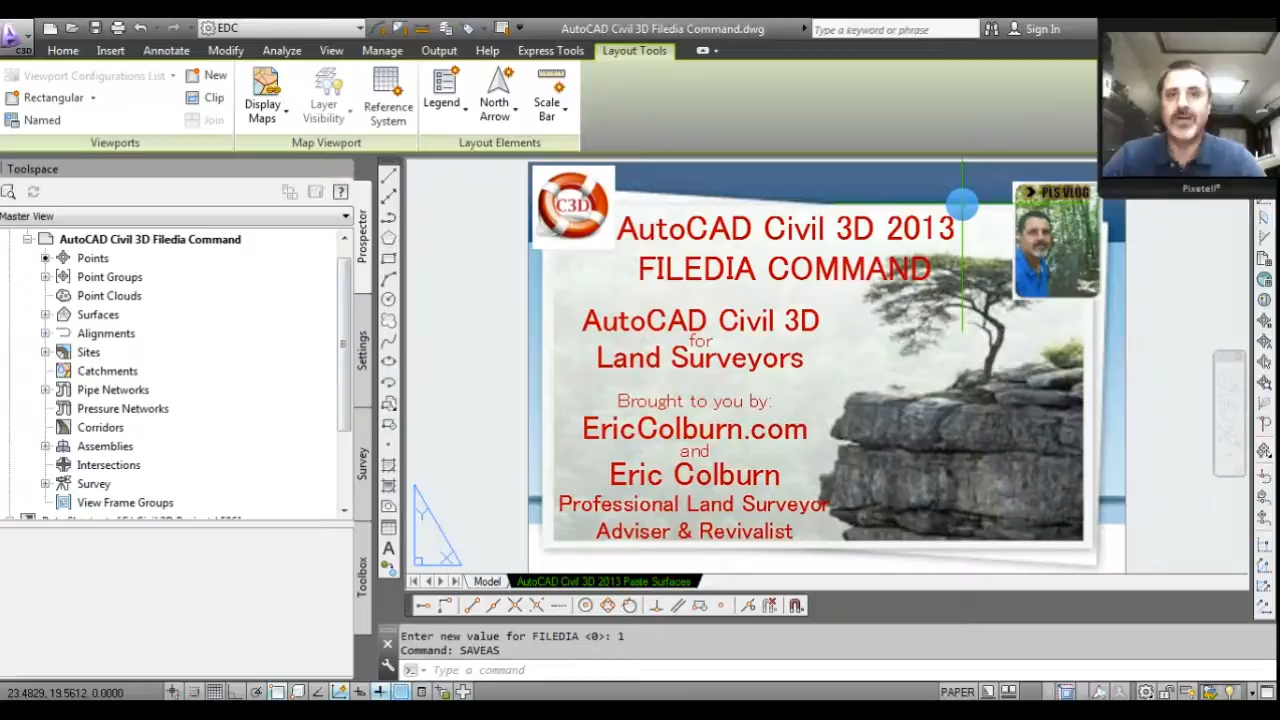 EDC
AutoCAD Civil 3D Filedia Command.dwg
Type a keyword or phrase
Sign In
C3D
Home Insert Annotate Modify Analyze View Manage Output Help Express Tools Layout Tools
Viewport Configurations List
New
Rectangular
Clip
Named
Join
Display Maps
Layer Visibility
Reference System
Legend
North Arrow
Scale Bar
Viewports
Map Viewport
Layout Elements
Pixetell®
Toolspace
Master View
AutoCAD Civil 3D Filedia Command
Points
Point Groups
Point Clouds
Surfaces
Alignments
Sites
Catchments
Pipe Networks
Pressure Networks
Corridors
Assemblies
Intersections
Survey
View Frame Groups
Prospector
Settings
Survey
Toolbox
C3D
PLS VLOG
AutoCAD Civil 3D 2013
FILEDIA COMMAND
AutoCAD Civil 3D
for
Land Surveyors
Brought to you by:
EricColburn.com
and
Eric Colburn
Professional Land Surveyor
Adviser & Revivalist
Y
X
A
Model AutoCAD Civil 3D 2013 Paste Surfaces
Enter new value for FILEDIA <0>: 1
Command: SAVEAS
Type a command
23.4829, 19.5612, 0.0000
PAPER